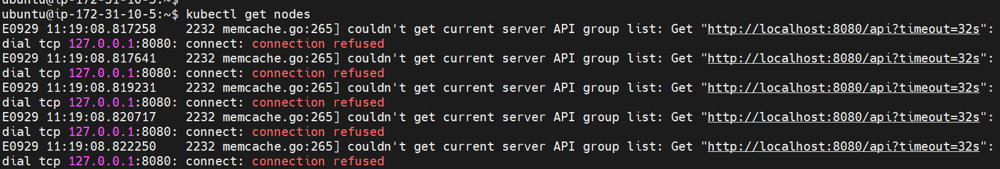 ubuntu@ip-172-31-10-5:~$
ubuntu@ip-172-31-10-5:~$ kubectl get nodes
E0929 11:19:08.817258    2232 memcache.go:265] couldn't get current server API group list: Get "http://localhost:8080/api?timeout=32s":
dial tcp 127.0.0.1:8080: connect: connection refused
E0929 11:19:08.817641    2232 memcache.go:265] couldn't get current server API group list: Get "http://localhost:8080/api?timeout=32s":
dial tcp 127.0.0.1:8080: connect: connection refused
E0929 11:19:08.819231    2232 memcache.go:265] couldn't get current server API group list: Get "http://localhost:8080/api?timeout=32s":
dial tcp 127.0.0.1:8080: connect: connection refused
E0929 11:19:08.820717    2232 memcache.go:265] couldn't get current server API group list: Get "http://localhost:8080/api?timeout=32s":
dial tcp 127.0.0.1:8080: connect: connection refused
E0929 11:19:08.822250    2232 memcache.go:265] couldn't get current server API group list: Get "http://localhost:8080/api?timeout=32s":
dial tcp 127.0.0.1:8080: connect: connection refused